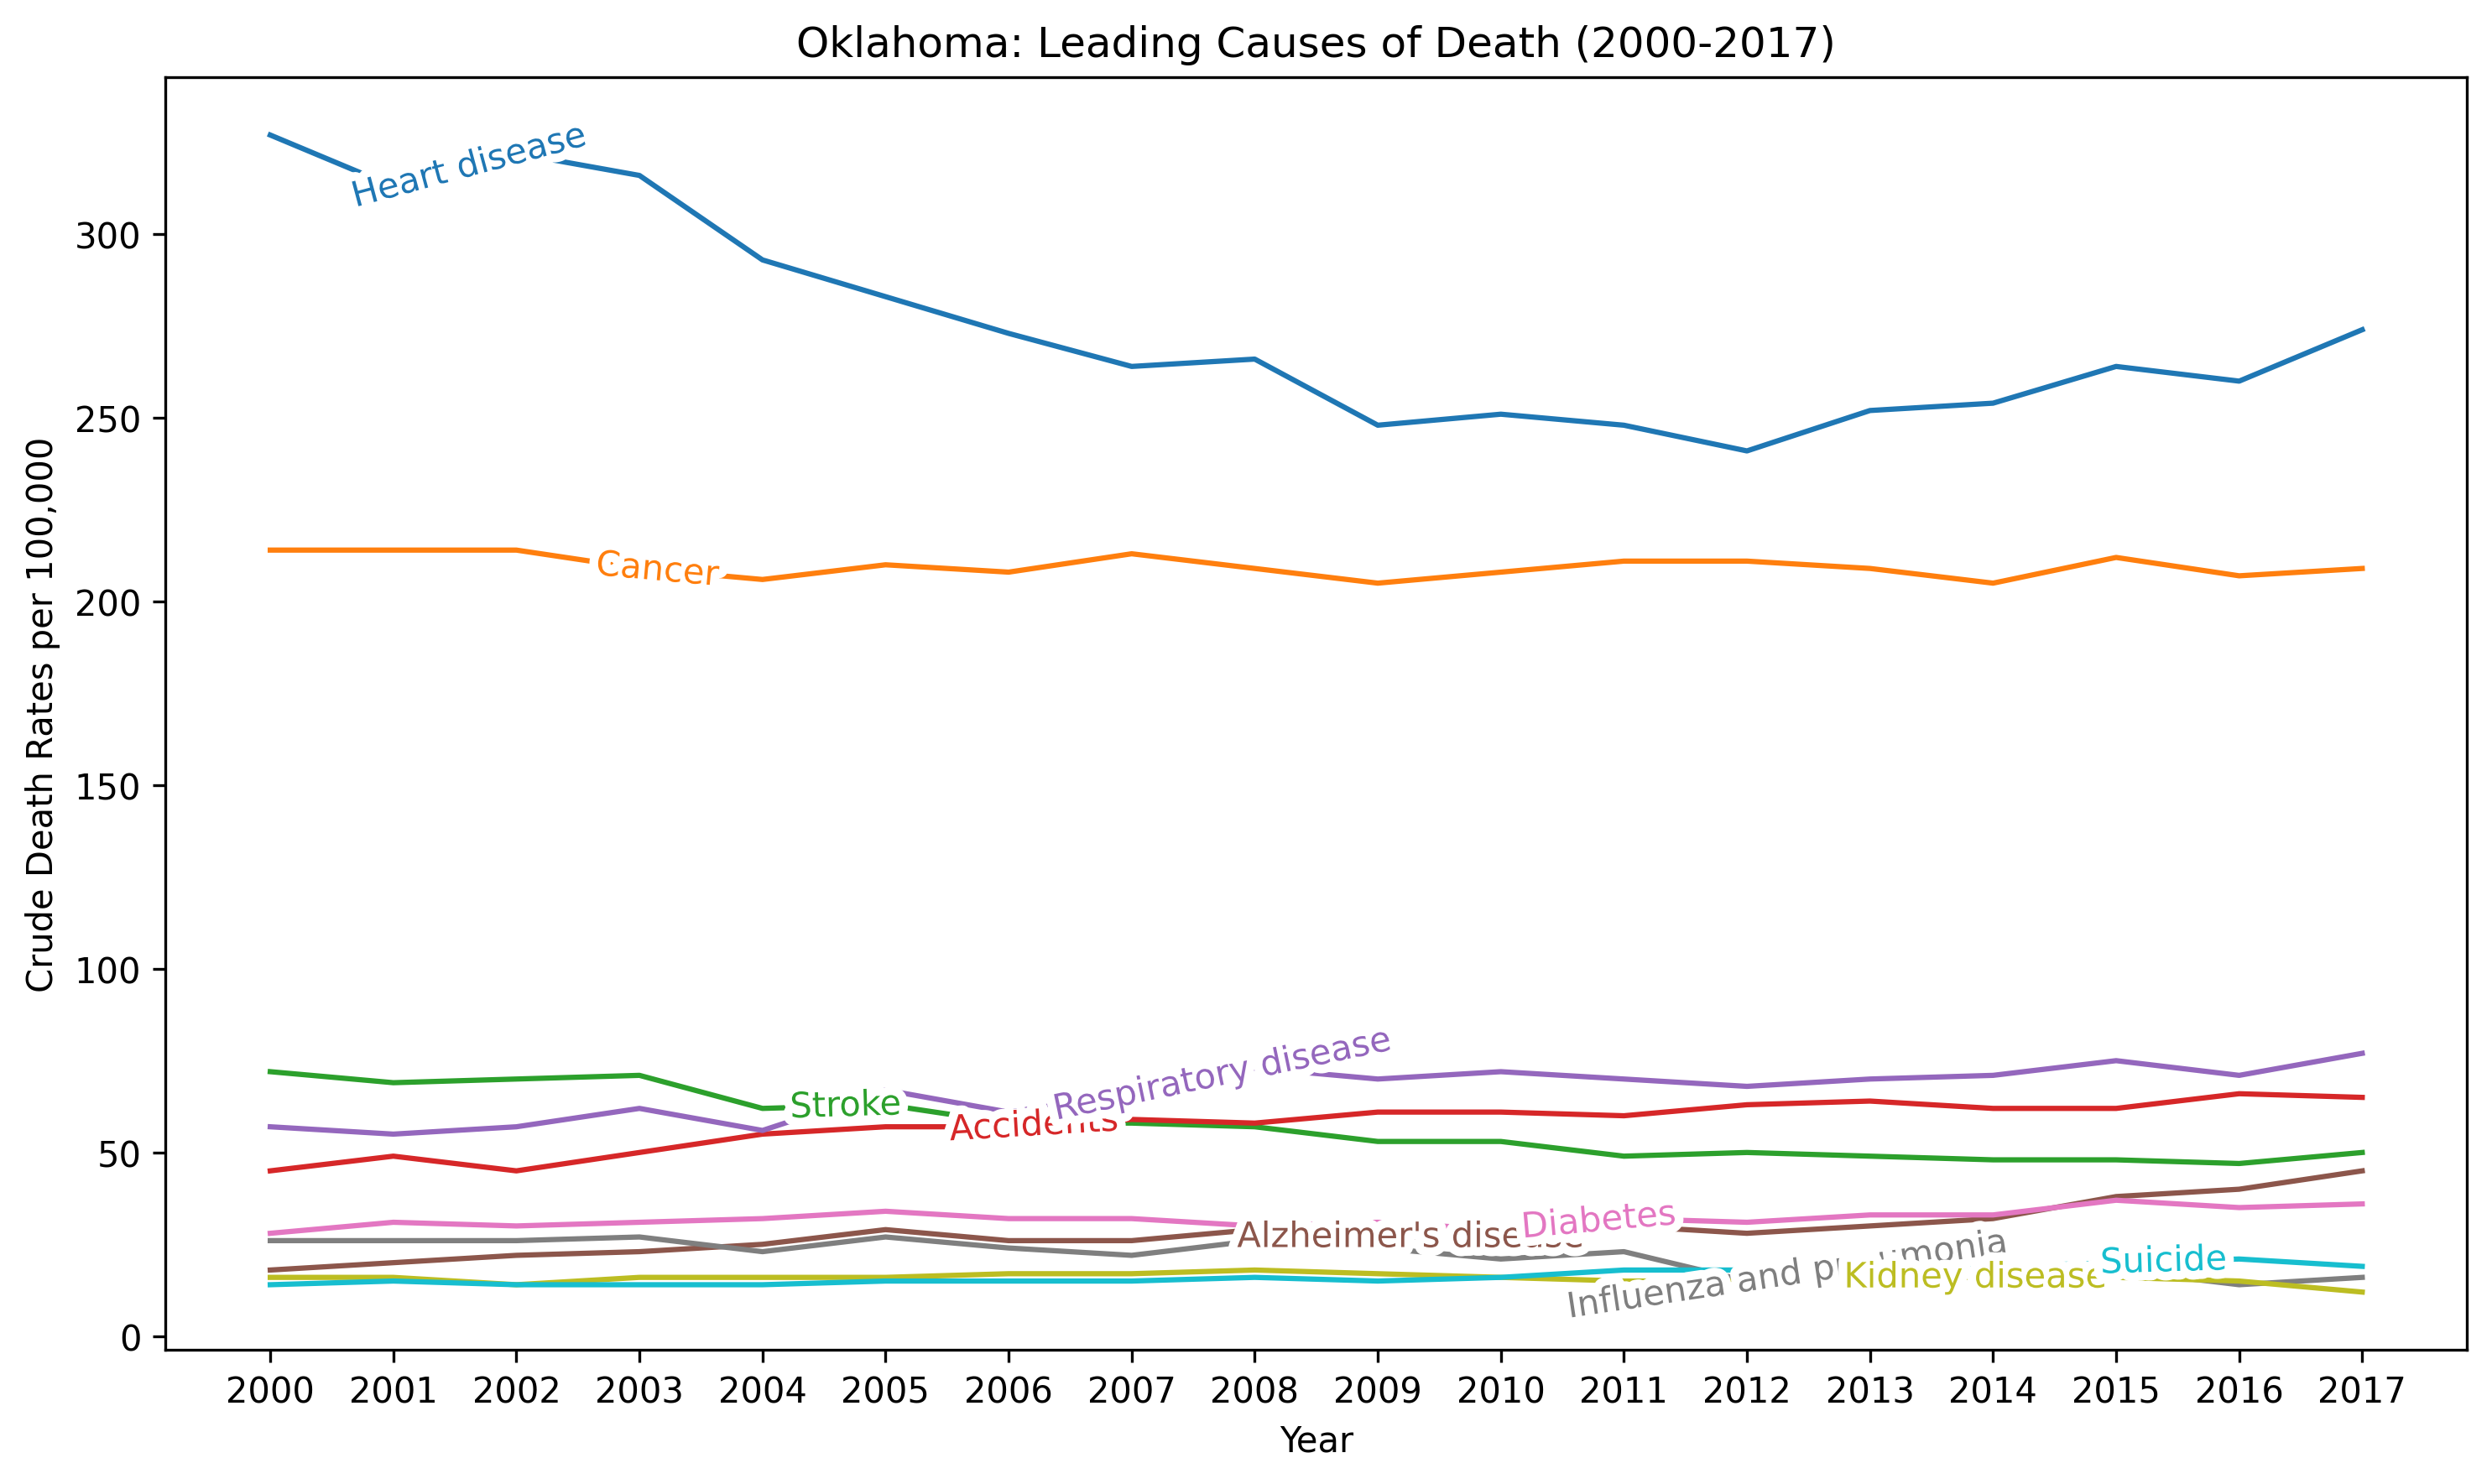 Oklahoma: Leading Causes of Death (2000-2017)
Crude Death Rates per 100,000
300
250
200
150
100
50
0
Heart disease
Cancer
Stroke
Respiratory disease
Accidents
Alzheimer's disease
Diabetes
Influenza and pneumonia
Kidney disease
Suicide
2000 2001 2002 2003 2004 2005 2006 2007 2008 2009 2010 2011 2012 2013 2014 2015 2016 2017
Year